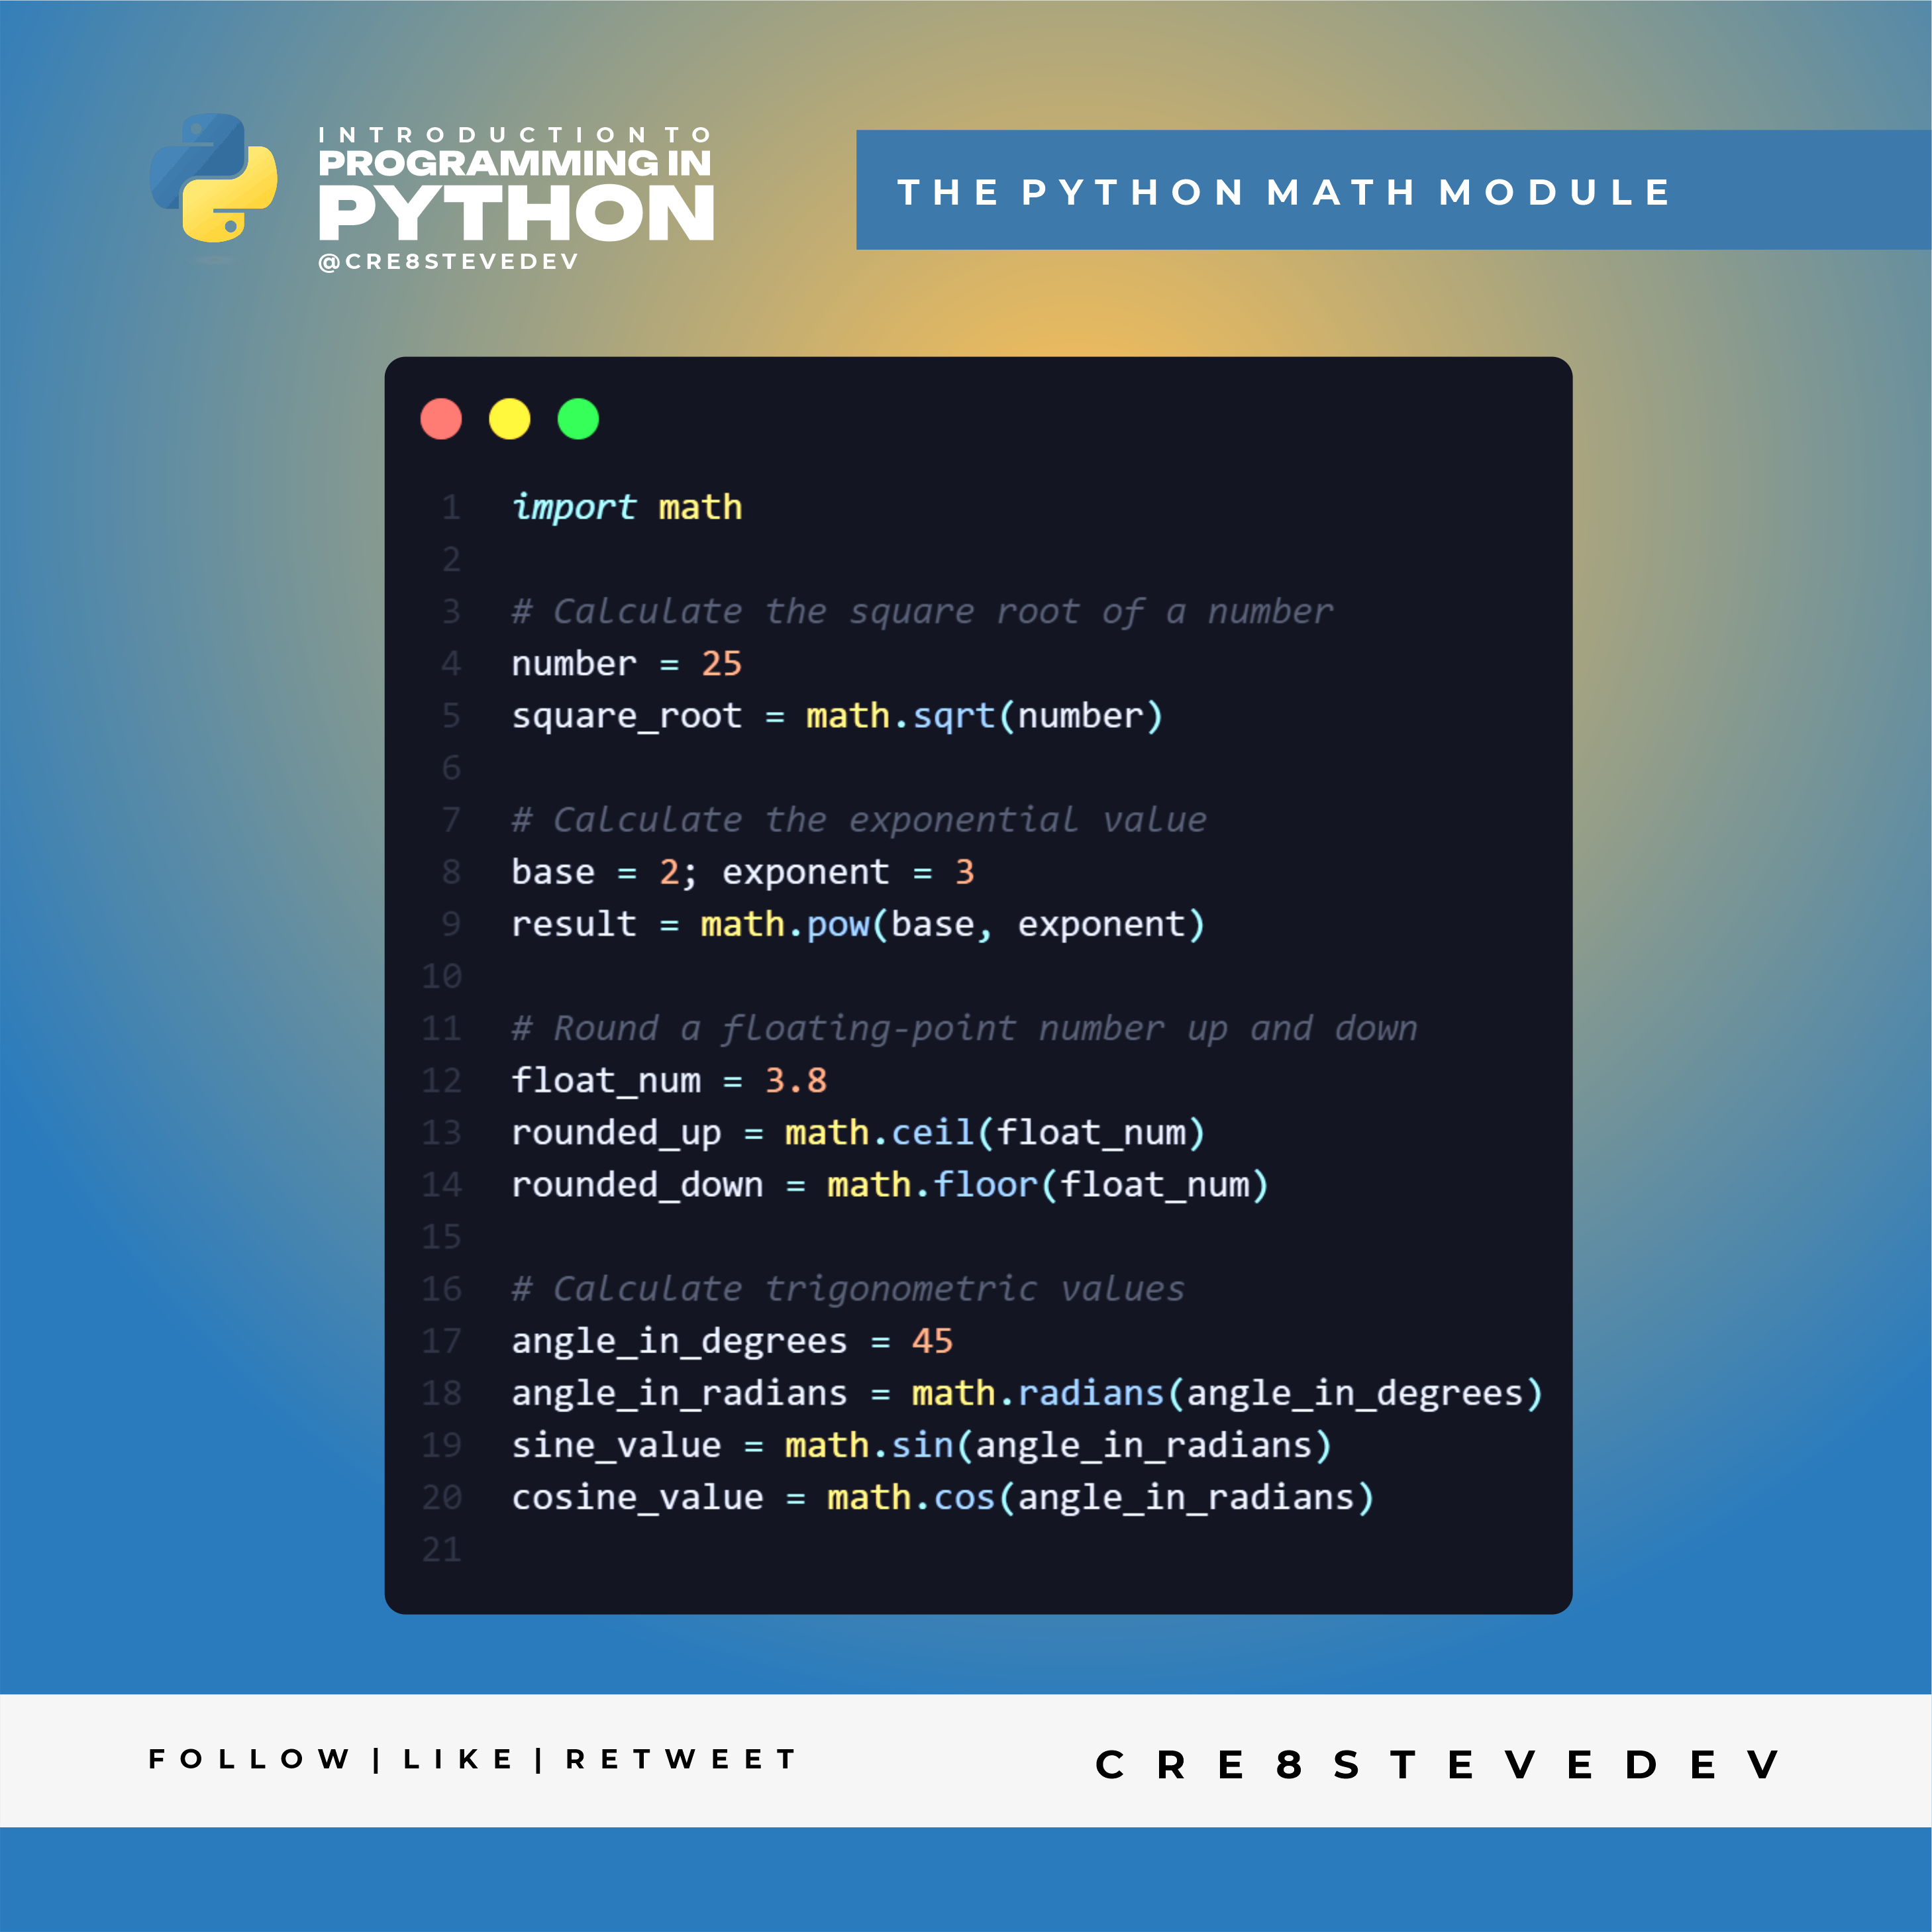 INTRODUCTION TO
PROGRAMMING IN
PYTHON
@CRE8STEVEDEV
THE PYTHON MATH MODULE
1 import math
2
3 # Calculate the square root of a number
4 number = 25
5 square_root = math.sqrt(number)
6
7 # Calculate the exponential value
8 base = 2; exponent = 3
9 result = math.pow(base, exponent)
10
11 # Round a floating-point number up and down
12 float_num = 3.8
13 rounded_up = math.ceil(float_num)
14 rounded_down = math.floor(float_num)
15
16 # Calculate trigonometric values
17 angle_in_degrees = 45
18 angle_in_radians = math.radians(angle_in_degrees)
19 sine_value = math.sin(angle_in_radians)
20 cosine_value = math.cos(angle_in_radians)
21
FOLLOW | LIKE | RETWEET
CRE8STEVEDEV